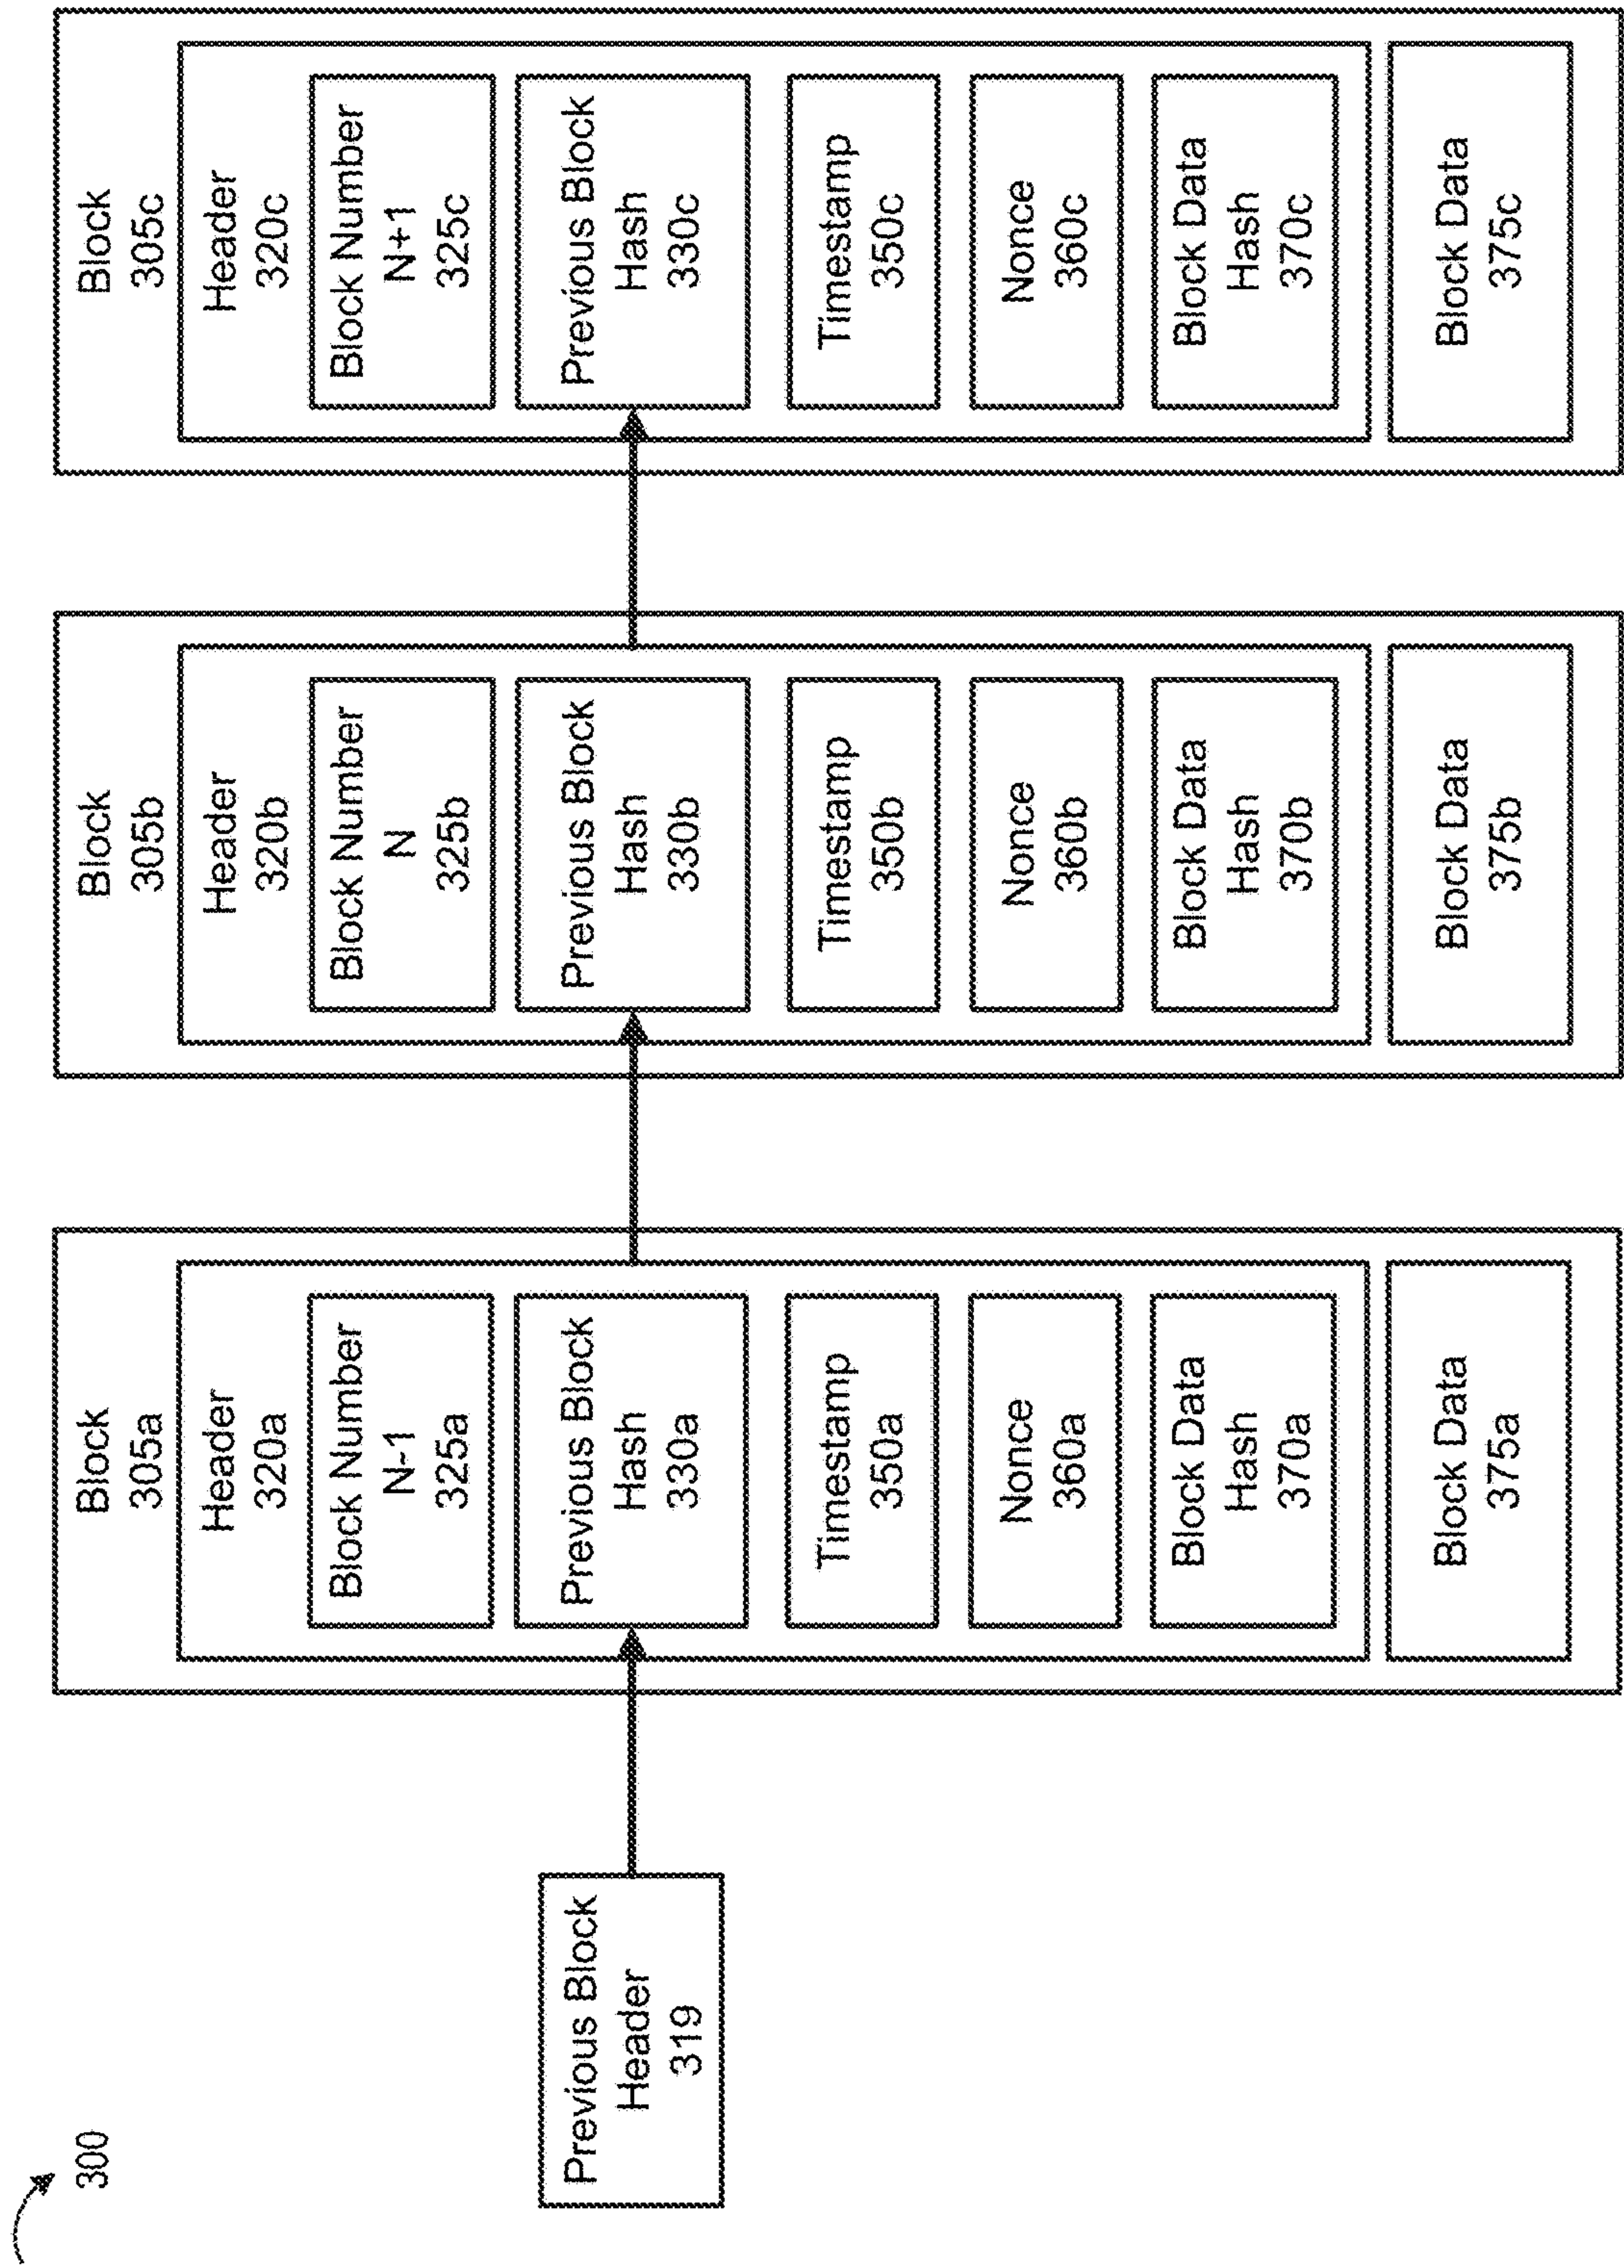 300
Previous Block
Header
319
Block
305a
Header
320a
Block Number
N-1
325a
Previous Block
Hash
330a
Timestamp
350a
Nonce
360a
Block Data
Hash
370a
Block Data
375a
Block
305b
Header
320b
Block Number
N
325b
Previous Block
Hash
330b
Timestamp
350b
Nonce
360b
Block Data
Hash
370b
Block Data
375b
Block
305c
Header
320c
Block Number
N+1
325c
Previous Block
Hash
330c
Timestamp
350c
Nonce
360c
Block Data
Hash
370c
Block Data
375c